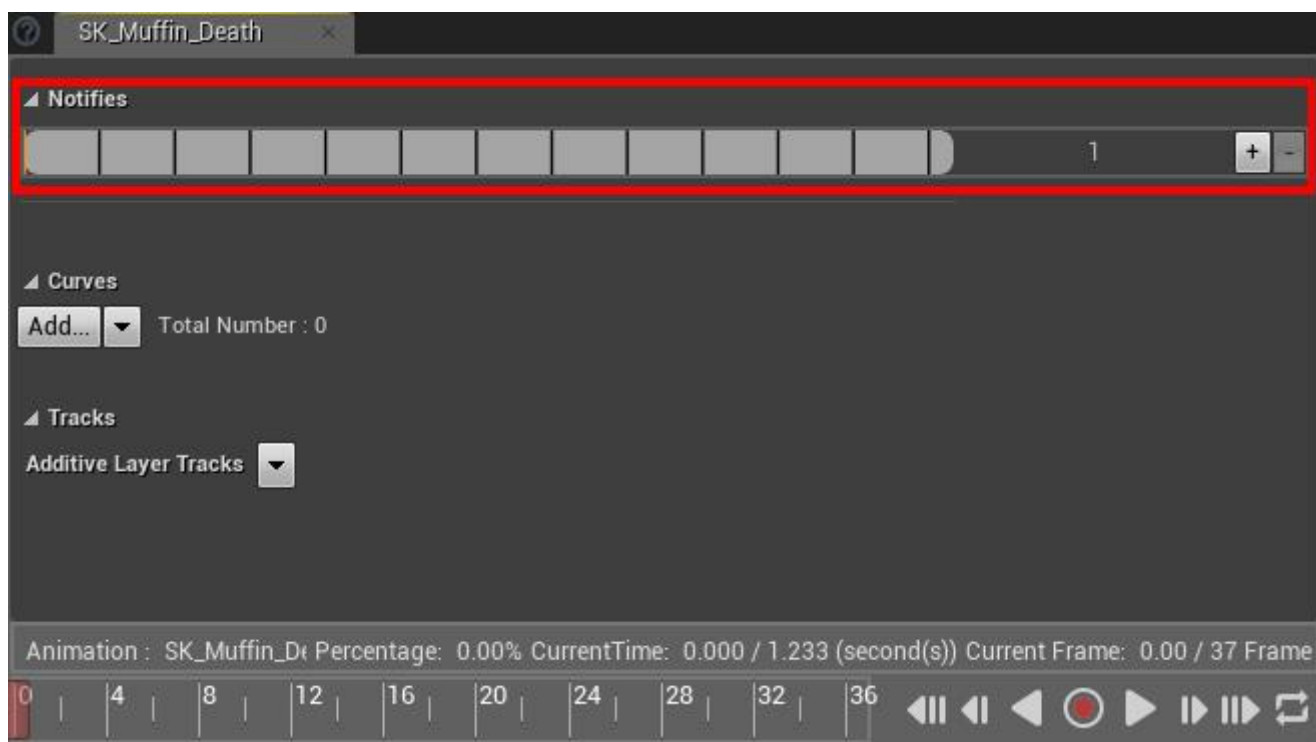 SK_Muffin_Death
Notifies
1 + -
Curves
Add... Total Number : 0
Tracks
Additive Layer Tracks
Animation : SK_Muffin_De Percentage: 0.00% CurrentTime: 0.000 / 1.233 (second(s)) Current Frame: 0.00 / 37 Frame
0 4 8 12 16 20 24 28 32 36